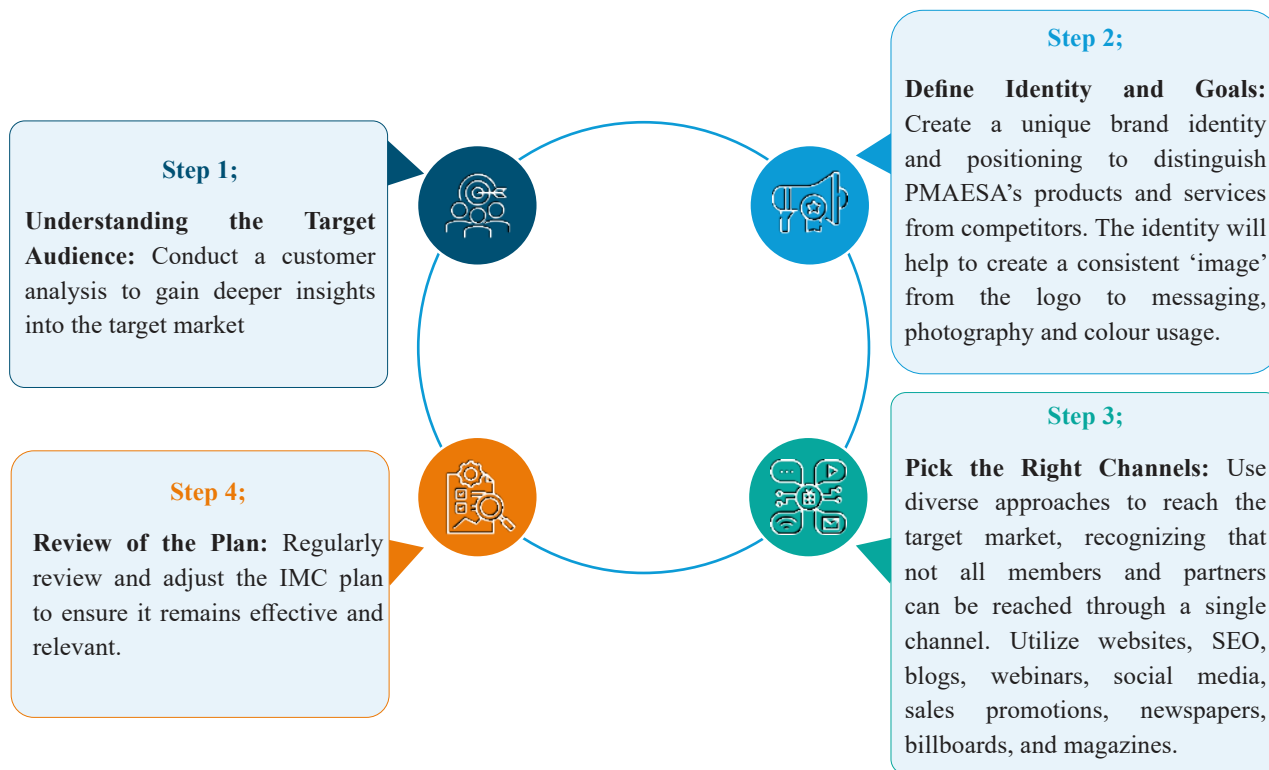 Step 1;
Understanding the Target
Audience: Conduct a customer
analysis to gain deeper insights
into the target market
Step 2;
Define Identity and Goals:
Create a unique brand identity
and positioning to distinguish
PMAESA’s products and services
from competitors. The identity will
help to create a consistent ‘image’
from the logo to messaging,
photography and colour usage.
Step 3;
Pick the Right Channels: Use
diverse approaches to reach the
target market, recognizing that
not all members and partners
can be reached through a single
channel. Utilize websites, SEO,
blogs, webinars, social media,
sales promotions, newspapers,
billboards, and magazines.
Step 4;
Review of the Plan: Regularly
review and adjust the IMC plan
to ensure it remains effective and
relevant.